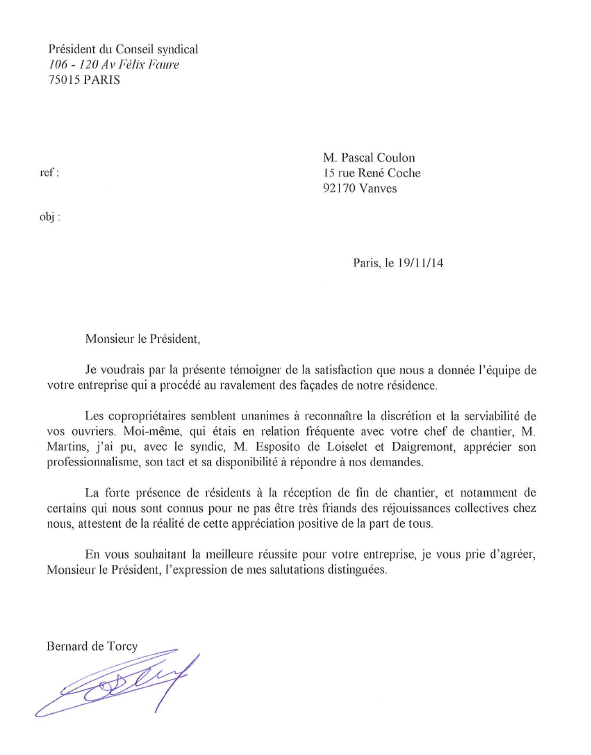 Président du Conseil syndical
106 - 120 Av Félix Faure
75015 PARIS
M. Pascal Coulon
15 rue René Coche
92170 Vanves
ref :
obj :
Paris, le 19/11/14
Monsieur le Président,
Je voudrais par la présente témoigner de la satisfaction que nous a donnée l'équipe de
votre entreprise qui a procédé au ravalement des façades de notre résidence.
Les copropriétaires semblent unanimes à reconnaître la discrétion et la serviabilité de
vos ouvriers. Moi-même, qui étais en relation fréquente avec votre chef de chantier, M.
Martins, j'ai pu, avec le syndic, M. Esposito de Loiselet et Daigremont, apprécier son
professionnalisme, son tact et sa disponibilité à répondre à nos demandes.
La forte présence de résidents à la réception de fin de chantier, et notamment de
certains qui nous sont connus pour ne pas être très friands des réjouissances collectives chez
nous, attestent de la réalité de cette appréciation positive de la part de tous.
En vous souhaitant la meilleure réussite pour votre entreprise, je vous prie d'agréer,
Monsieur le Président, l'expression de mes salutations distinguées.
Bernard de Torcy